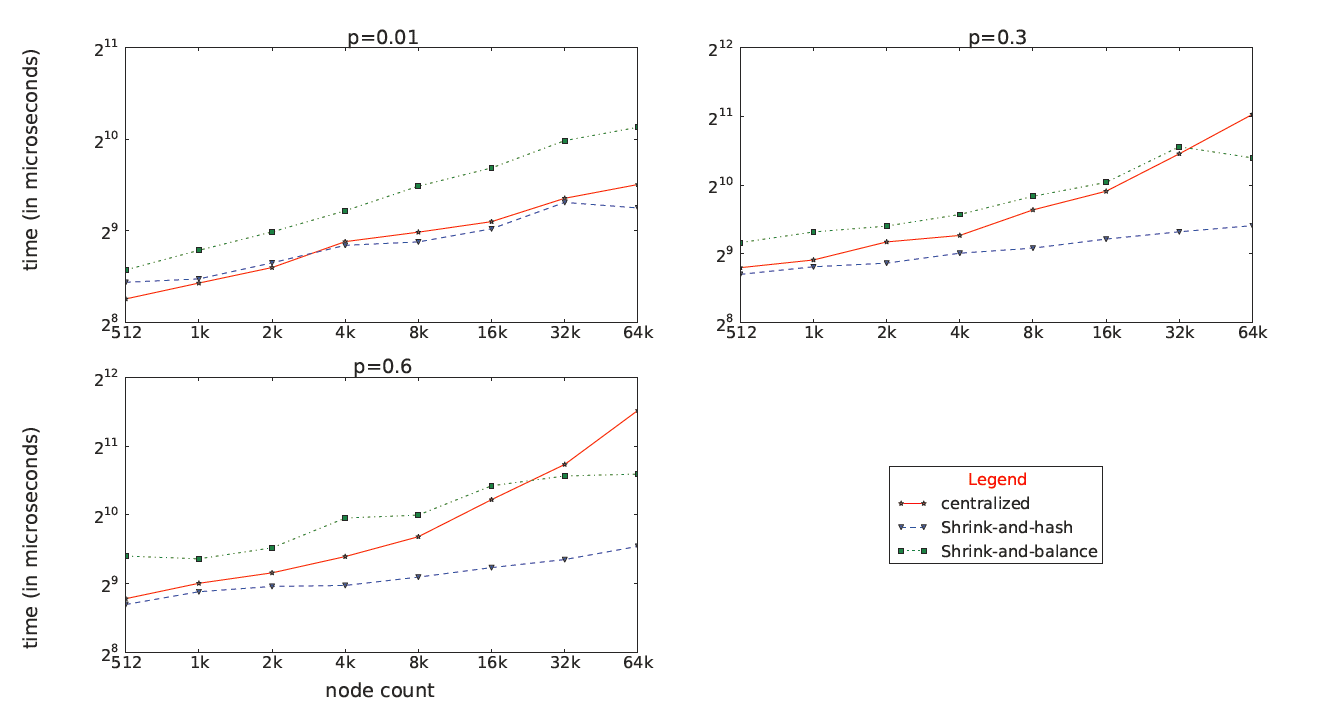 p=0.01
time (in microseconds)
2^11
2^10
2^9
2^8
512 1k 2k 4k 8k 16k 32k 64k
p=0.3
2^12
2^11
2^10
2^9
2^8
512 1k 2k 4k 8k 16k 32k 64k
p=0.6
time (in microseconds)
2^12
2^11
2^10
2^9
2^8
512 1k 2k 4k 8k 16k 32k 64k
node count
Legend
centralized
Shrink-and-hash
Shrink-and-balance